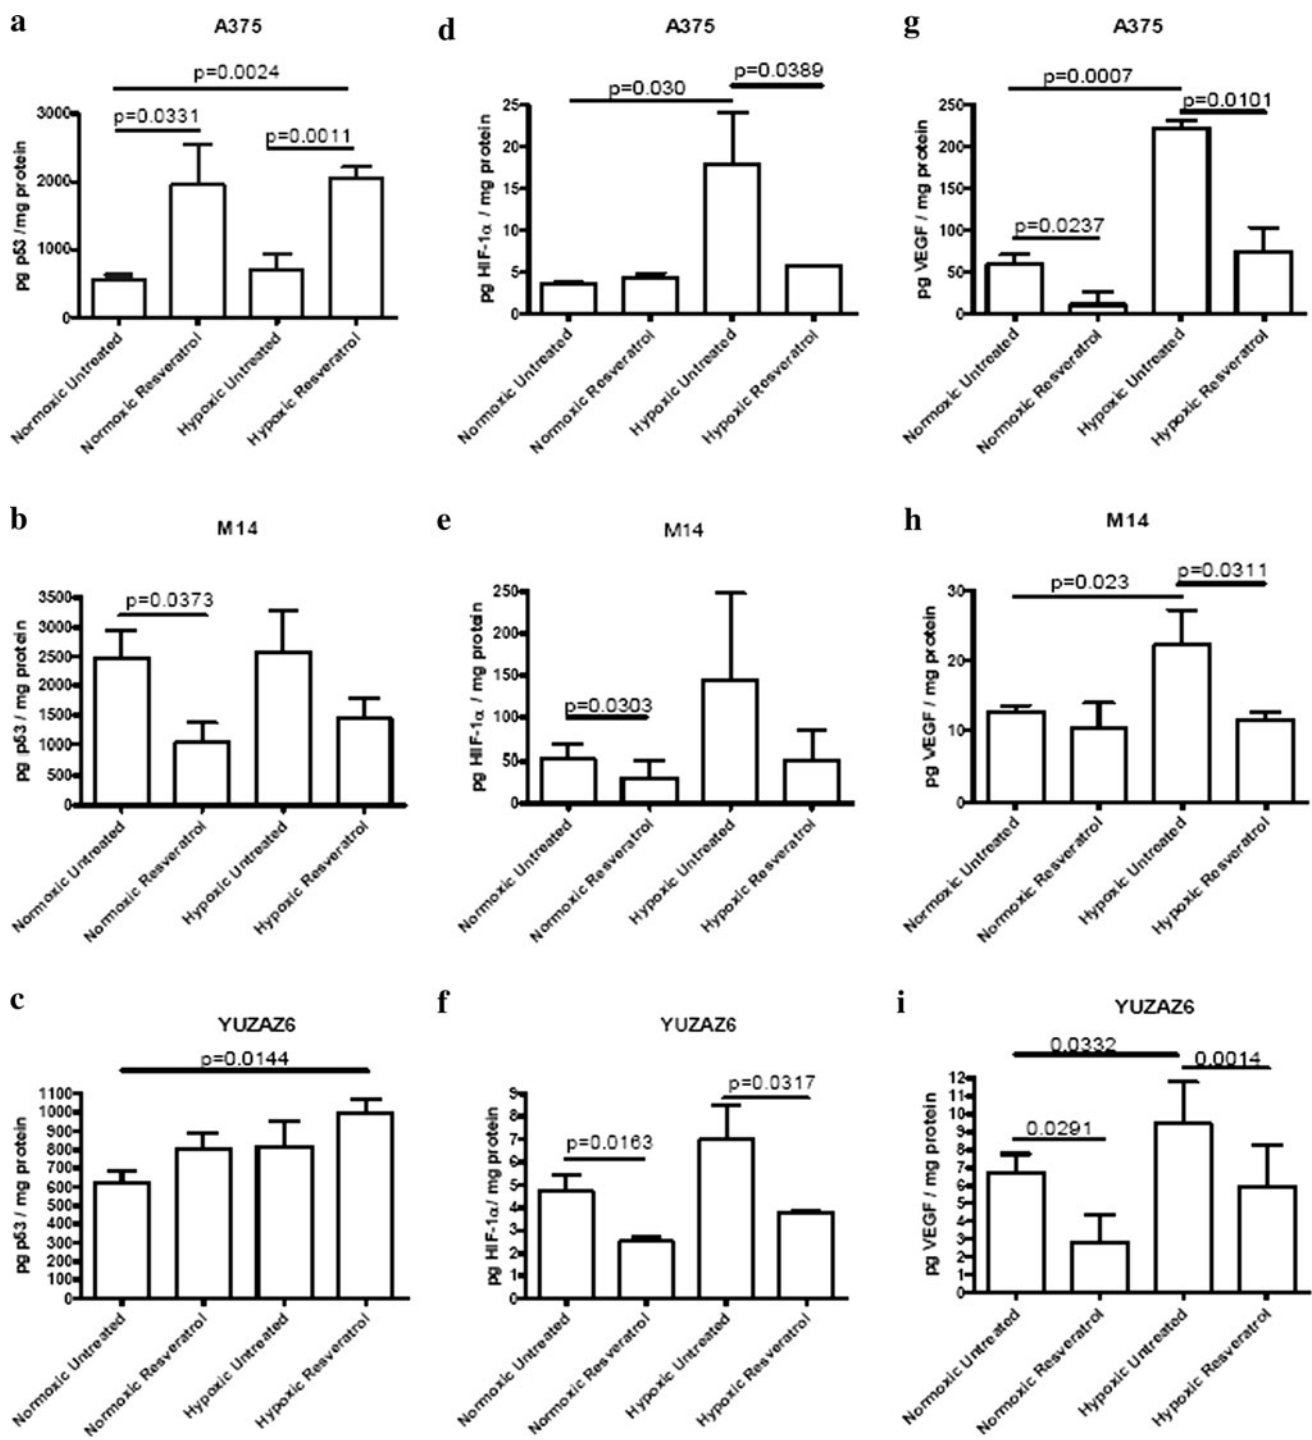 a
A375
p=0.0024
p=0.0331
p=0.0011
pg p53 /mg protein
3000
2000
1000
0
Normoxic Untreated
Normoxic Resveratrol
Hypoxic Untreated
Hypoxic Resveratrol
d
A375
p=0.030
p=0.0389
pg HIF-1α / mg protein
25
20
15
10
5
0
Normoxic Untreated
Normoxic Resveratrol
Hypoxic Untreated
Hypoxic Resveratrol
g
A375
p=0.0007
p=0.0101
p=0.0237
pg VEGF / mg protein
250
200
150
100
50
0
Normoxic Untreated
Normoxic Resveratrol
Hypoxic Untreated
Hypoxic Resveratrol
b
M14
p=0.0373
pg p53 / mg protein
3500
3000
2500
2000
1500
1000
500
0
Normoxic Untreated
Normoxic Resveratrol
Hypoxic Untreated
Hypoxic Resveratrol
e
M14
p=0.0303
pg HIF-1α / mg protein
250
200
150
100
50
0
Normoxic Untreated
Normoxic Resveratrol
Hypoxic Untreated
Hypoxic Resveratrol
h
M14
p=0.023
p=0.0311
pg VEGF / mg protein
30
20
10
0
Normoxic Untreated
Normoxic Resveratrol
Hypoxic Untreated
Hypoxic Resveratrol
c
YUZAZ6
p=0.0144
pg p53 / mg protein
1100
1000
900
800
700
600
500
400
300
200
100
0
Normoxic Untreated
Normoxic Resveratrol
Hypoxic Untreated
Hypoxic Resveratrol
f
YUZAZ6
p=0.0317
p=0.0163
pg HIF-1α/ mg protein
9
8
7
6
5
4
3
2
1
0
Normoxic Untreated
Normoxic Resveratrol
Hypoxic Untreated
Hypoxic Resveratrol
i
YUZAZ6
0.0332
0.0014
0.0291
pg VEGF / mg protein
12
11
10
9
8
7
6
5
4
3
2
1
0
Normoxic Untreated
Normoxic Resveratrol
Hypoxic Untreated
Hypoxic Resveratrol